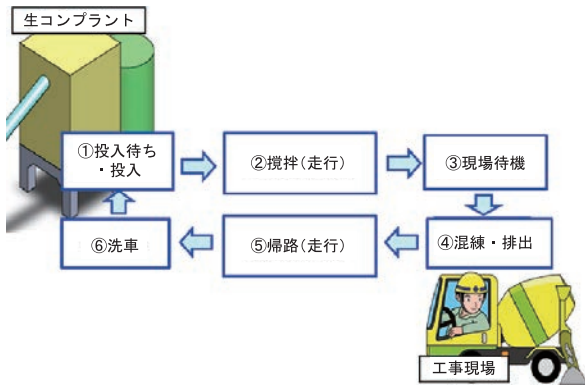 生コンプラント
①投入待ち
・投入
②撹拌（走行）
③現場待機
④混練・排出
⑤帰路（走行）
⑥洗車
工事現場